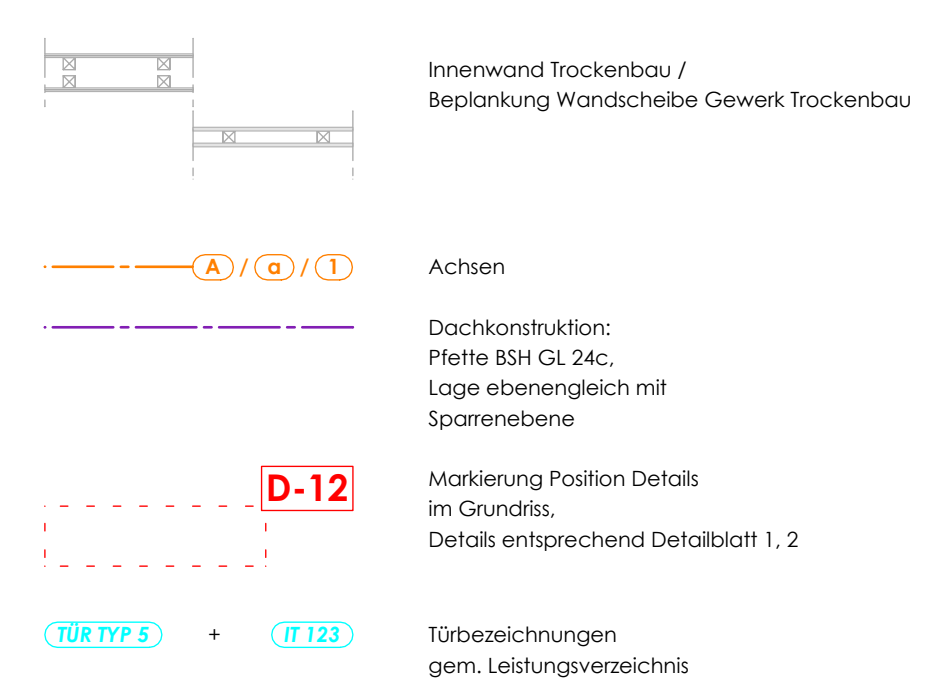 Innenwand Trockenbau /
Beplankung Wandscheibe Gewerk Trockenbau
A / a / 1
Achsen
Dachkonstruktion:
Pfette BSH GL 24c,
Lage ebenengleich mit
Sparrenebene
D-12
Markierung Position Details
im Grundriss,
Details entsprechend Detailblatt 1, 2
TÜR TYP 5 + IT 123
Türbezeichnungen
gem. Leistungsverzeichnis